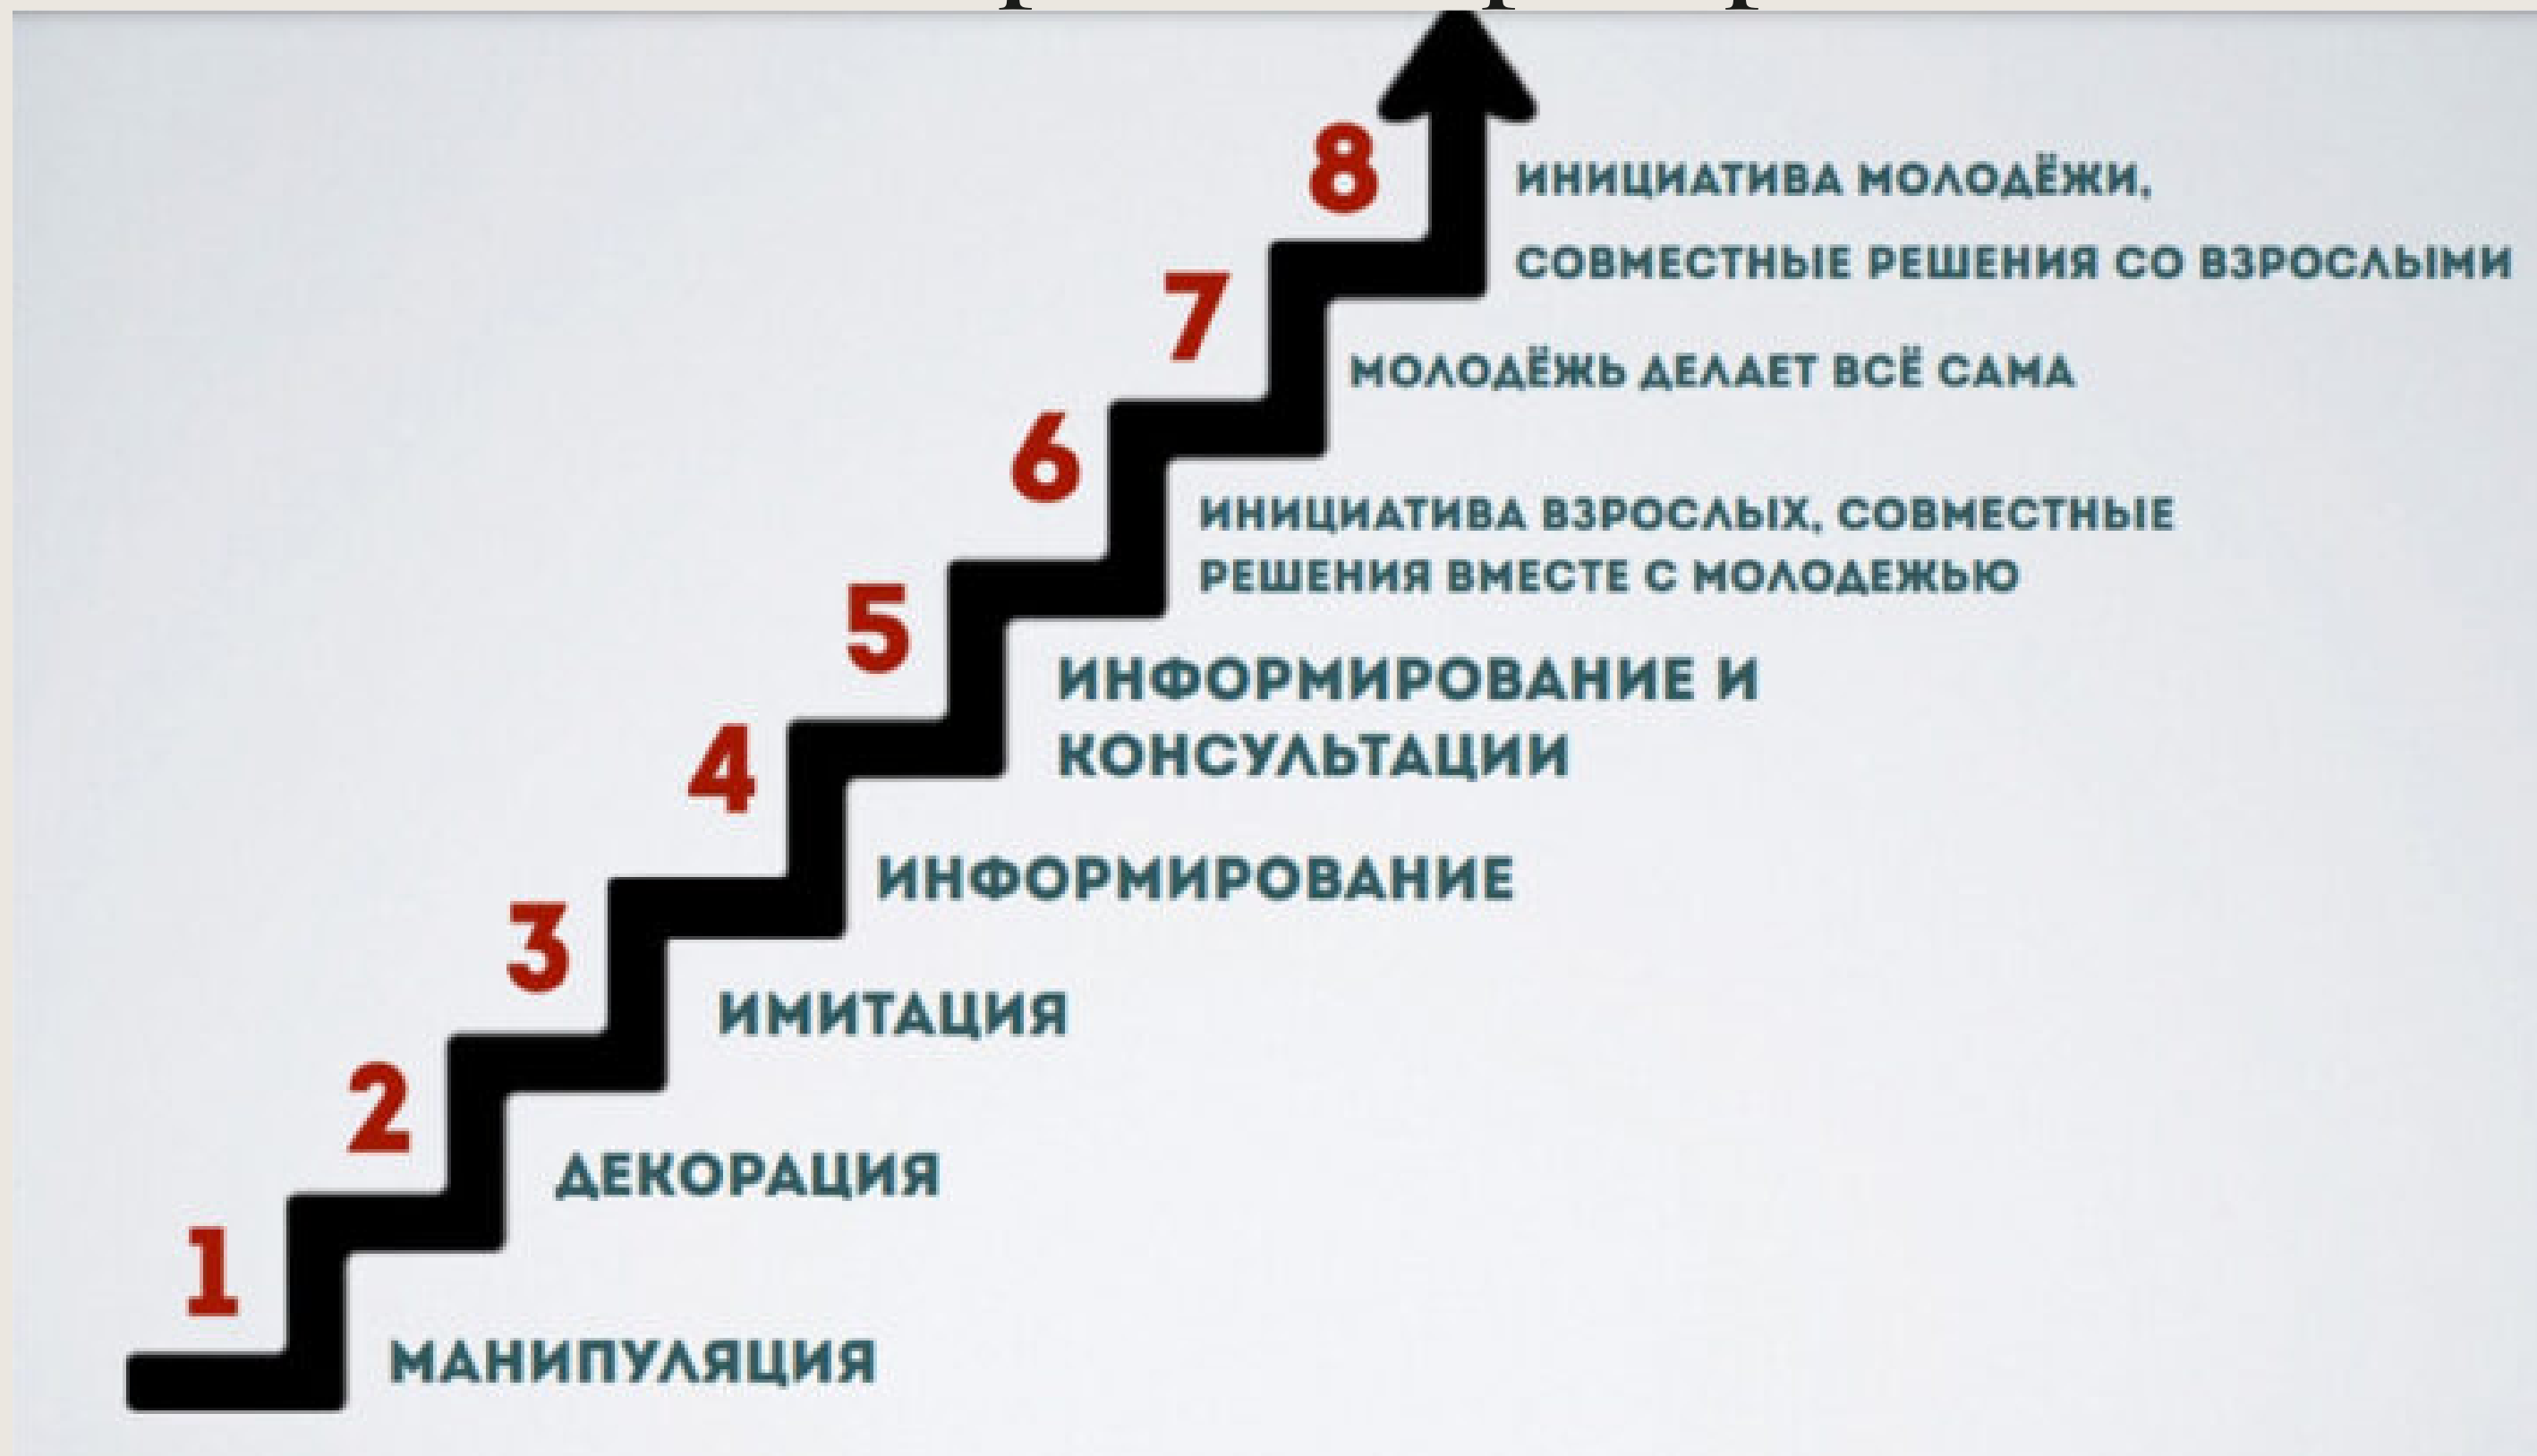 8
ИНИЦИАТИВА МОЛОДЁЖИ,
СОВМЕСТНЫЕ РЕШЕНИЯ СО ВЗРОСЛЫМИ
7
МОЛОДЁЖЬ ДЕЛАЕТ ВСЁ САМА
6
ИНИЦИАТИВА ВЗРОСЛЫХ, СОВМЕСТНЫЕ
РЕШЕНИЯ ВМЕСТЕ С МОЛОДЕЖЬЮ
5
ИНФОРМИРОВАНИЕ И
КОНСУЛЬТАЦИИ
4
ИНФОРМИРОВАНИЕ
3
ИМИТАЦИЯ
2
ДЕКОРАЦИЯ
1
МАНИПУЛЯЦИЯ